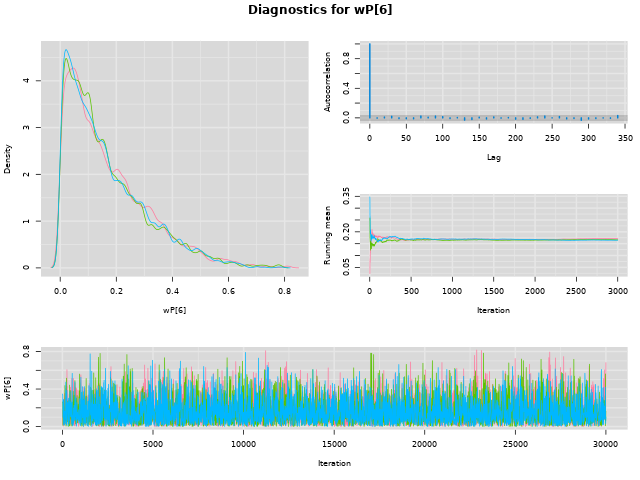 Diagnostics for wP[6]
Density
0 1 2 3 4
0.0 0.2 0.4 0.6 0.8
wP[6]
Autocorrelation
0.0 0.4 0.8
0 50 100 150 200 250 300 350
Lag
Running mean
0.05 0.20 0.35
0 500 1000 1500 2000 2500 3000
Iteration
wP[6]
0.0 0.4 0.8
0 5000 10000 15000 20000 25000 30000
Iteration